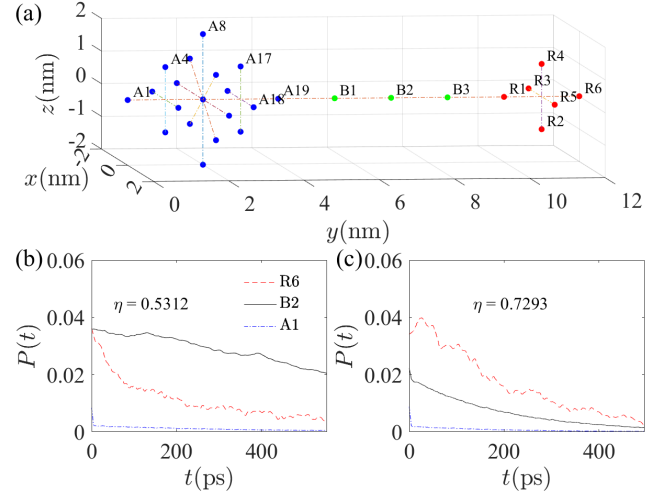 (a)
2
1
0
-1
-2
z(nm)
A8
A4
A17
A1
A18
A19
B1
B2
B3
R1
R3
R4
R6
R5
R2
-2
0
2
x(nm)
0
2
4
6
8
10
12
y(nm)
(b)
0.06
0.04
0.02
0
P(t)
η = 0.5312
R6
B2
A1
0
200
400
t(ps)
(c)
0.06
0.04
0.02
0
P(t)
η = 0.7293
0
200
400
t(ps)